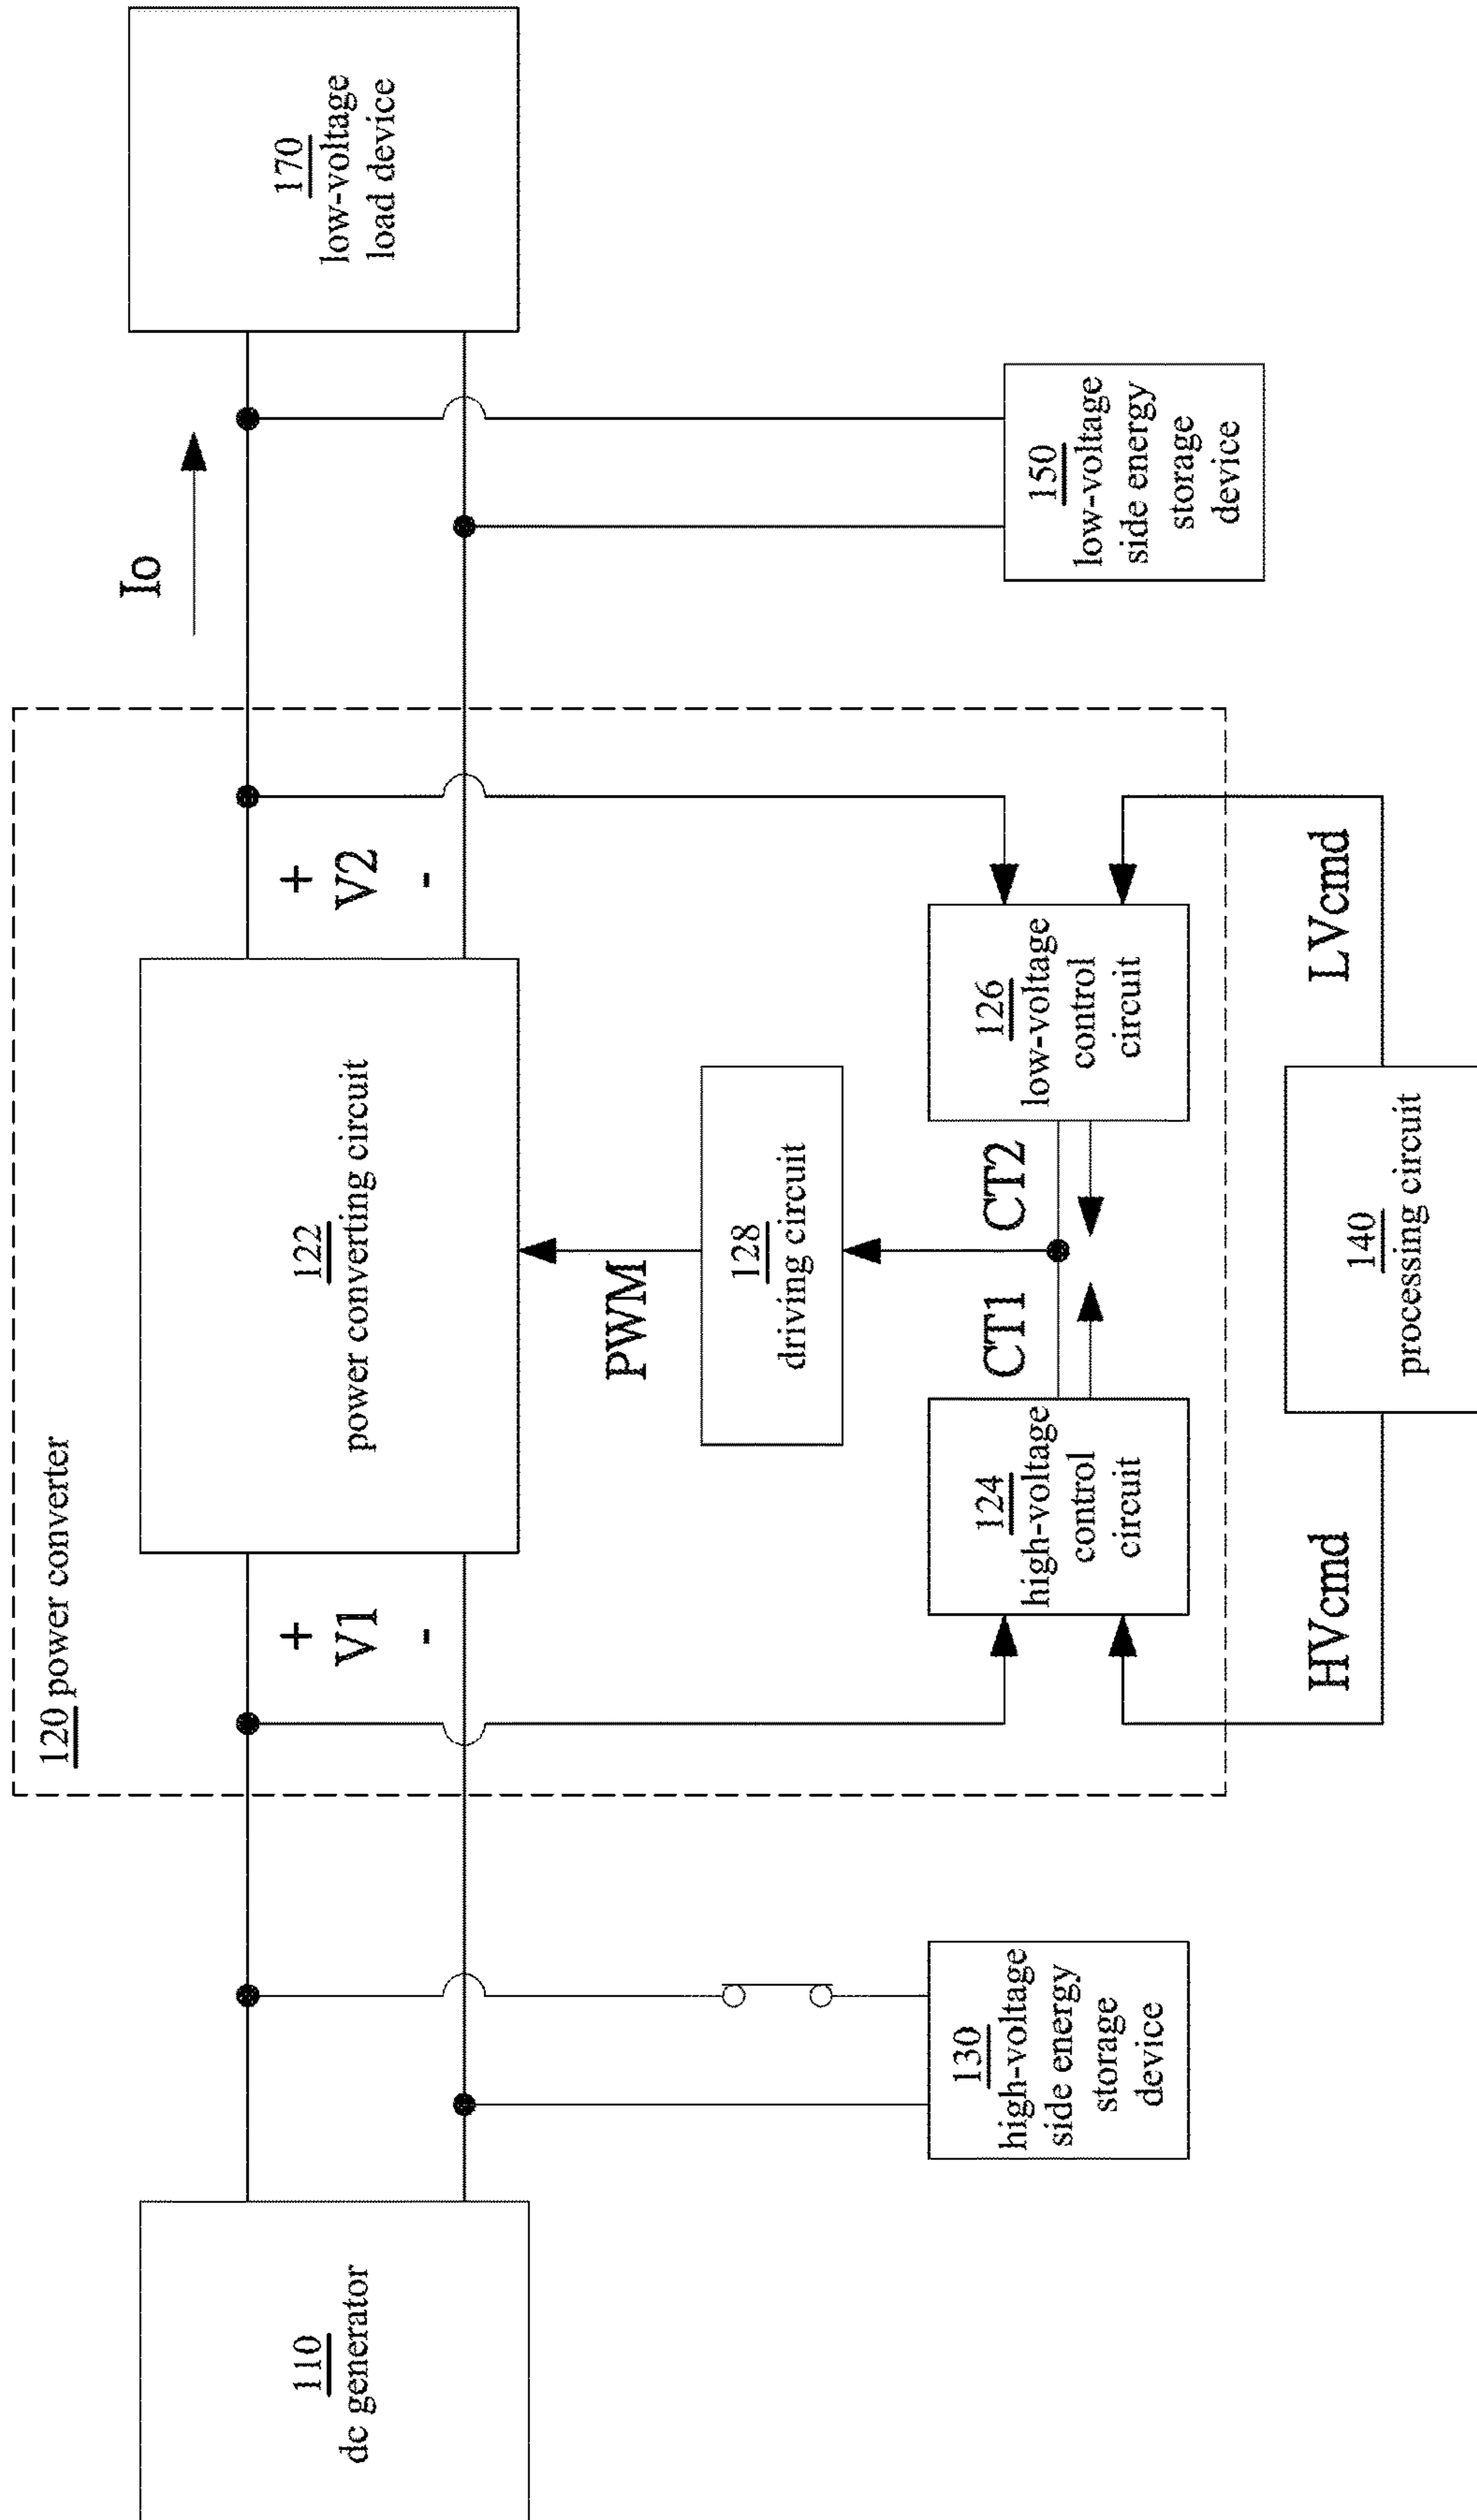 120 power converter
Io
110
dc generator
+
V1
-
122
power converting circuit
+
V2
-
170
low-voltage
load device
PWM
128
driving circuit
130
high-voltage
side energy
storage
device
124
high-voltage
control
circuit
CT1
CT2
126
low-voltage
control
circuit
150
low-voltage
side energy
storage
device
HVcmd
140
processing circuit
LVcmd